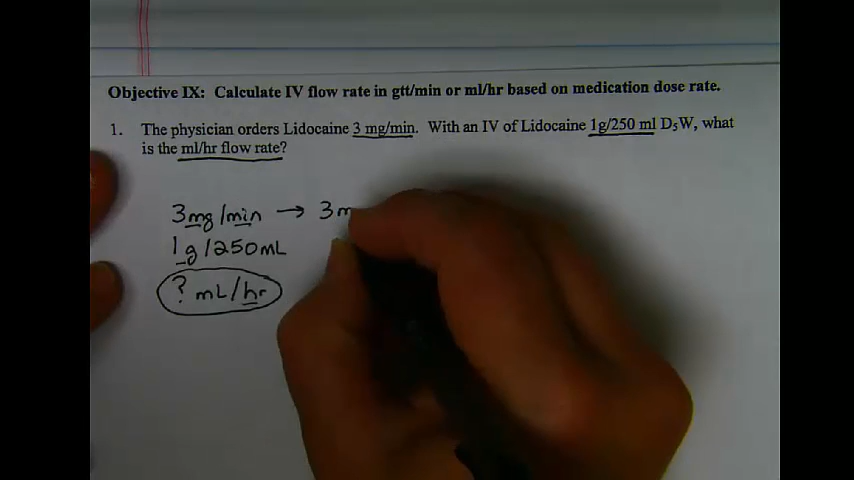 Objective IX: Calculate IV flow rate in gtt/min or ml/hr based on medication dose rate.
1. The physician orders Lidocaine 3 mg/min. With an IV of Lidocaine 1g/250 ml D₅W, what
is the ml/hr flow rate?
3mg/min → 3m
1g/250mL
? mL/hr